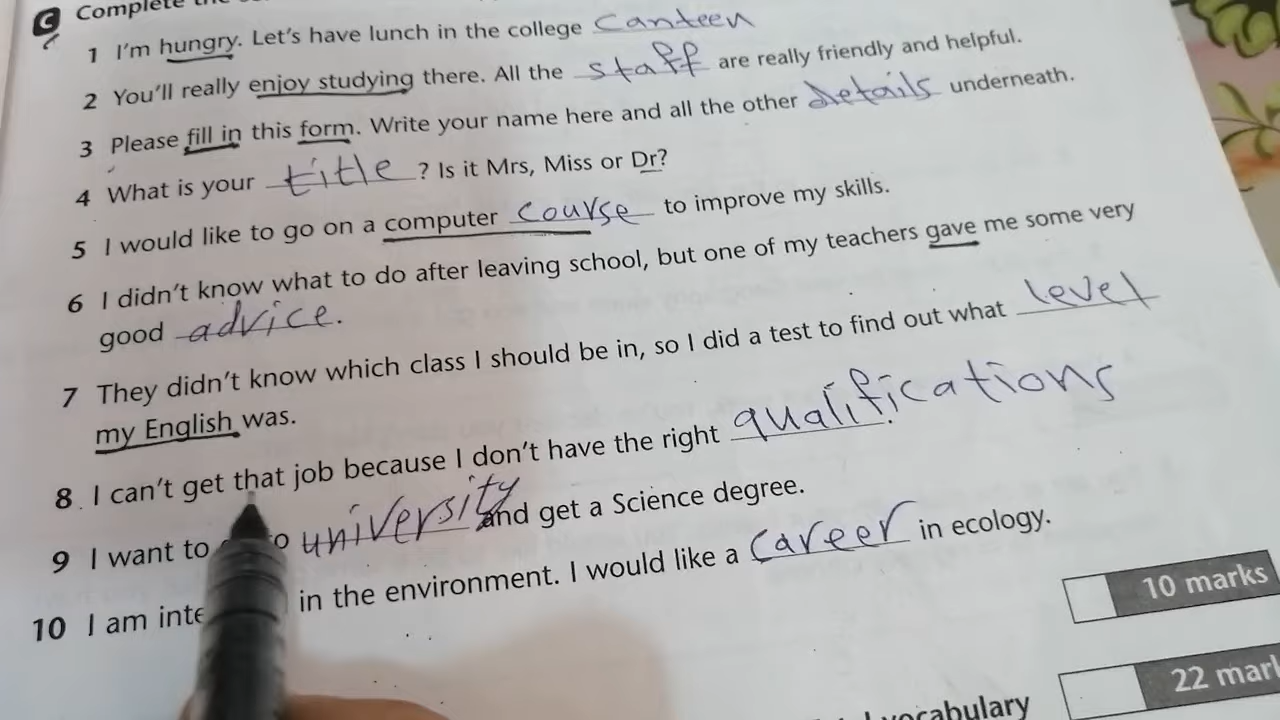 C Complete the
1 I'm hungry. Let's have lunch in the college canteen
2 You'll really enjoy studying there. All the staff are really friendly and helpful.
3 Please fill in this form. Write your name here and all the other details underneath.
4 What is your title? Is it Mrs, Miss or Dr?
5 I would like to go on a computer course to improve my skills.
6 I didn't know what to do after leaving school, but one of my teachers gave me some very
good advice.
7 They didn't know which class I should be in, so I did a test to find out what level
my English was.
8 I can't get that job because I don't have the right qualifications.
9 I want to university and get a Science degree.
10 I am in the environment. I would like a career in ecology.
10 marks
22
vocabulary